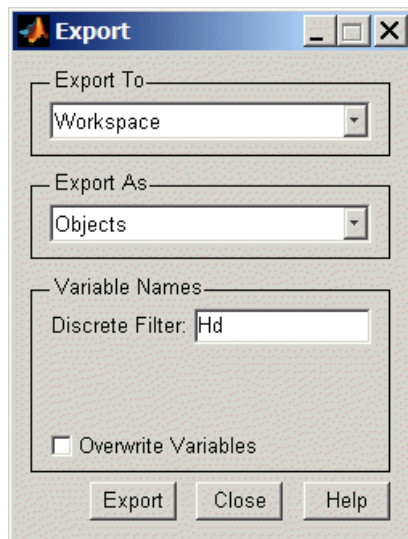 Export
Export To
Workspace
Export As
Objects
Variable Names
Discrete Filter: Hd
Overwrite Variables
Export Close Help